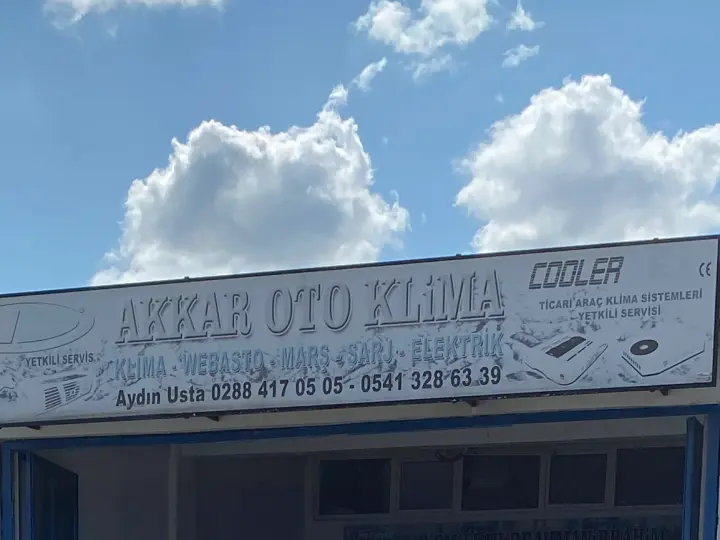 YETKİLİ SERVİS
AKKAR OTO KLİMA
KLİMA - WEBASTO - MARŞ - ŞARJ - ELEKTRİK
Aydın Usta 0288 417 05 05 - 0541 328 63 39
COOLER
TİCARİ ARAÇ KLİMA SİSTEMLERİ
YETKİLİ SERVİSİ
CE